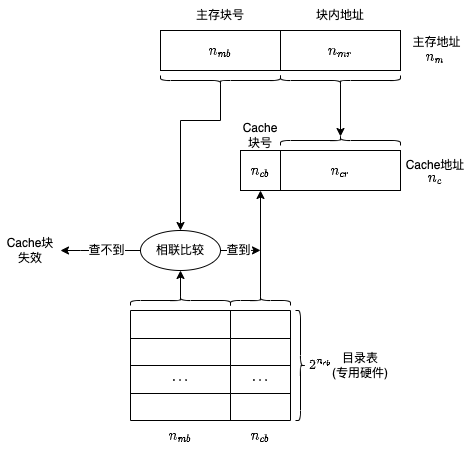 主存块号 块内地址
n_{mb} n_{mr}
主存地址
n_m
Cache
块号
n_{cb} n_{cr}
Cache地址
n_c
Cache块
失效
查不到
相联比较
查到
2^{n_{cb}}
目录表
(专用硬件)
... ...
n_{mb} n_{cb}